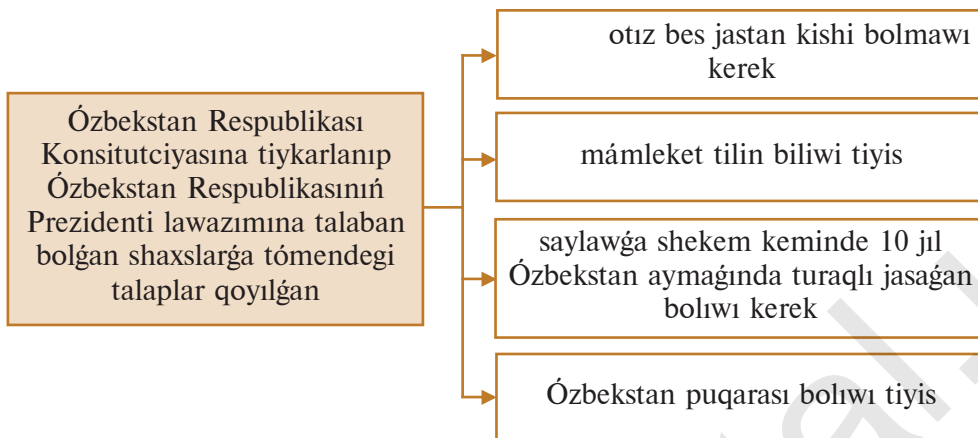 Ózbekstan Respublikası
Konsitutciyasına tiykarlanıp
Ózbekstan Respublikasınıń
Prezidenti lawazımına talaban
bolǵan shaxslarǵa tómendegi
talaplar qoyılǵan
otız bes jastan kishi bolmawı
kerek
mámleket tilin biliwi tiyis
saylawǵa shekem keminde 10 jıl
Ózbekstan aymaǵında turaqlı jasaǵan
bolıwı kerek
Ózbekstan puqarası bolıwı tiyis